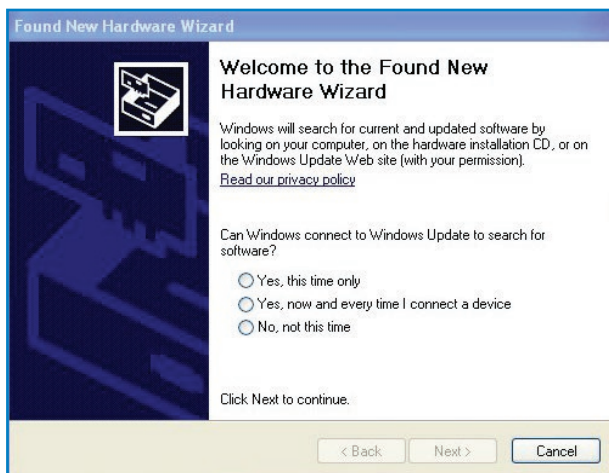 Found New Hardware Wizard
Welcome to the Found New
Hardware Wizard
Windows will search for current and updated software by
looking on your computer, on the hardware installation CD, or on
the Windows Update Web site (with your permission).
Read our privacy policy
Can Windows connect to Windows Update to search for
software?
Yes, this time only
Yes, now and every time I connect a device
No, not this time
Click Next to continue.
< Back Next > Cancel